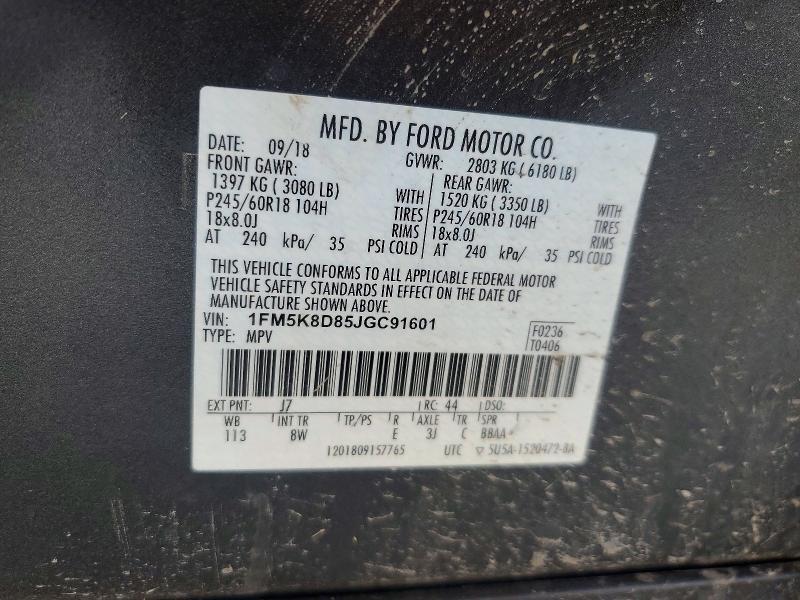 MFD. BY FORD MOTOR CO.
DATE: 09/18 GVWR: 2803 KG ( 6180 LB)
FRONT GAWR: REAR GAWR:
1397 KG ( 3080 LB) WITH 1520 KG ( 3350 LB) WITH
P245/60R18 104H TIRES P245/60R18 104H TIRES
18x8.0J RIMS 18x8.0J RIMS
AT 240 kPa/ 35 PSI COLD AT 240 kPa/ 35 PSI COLD
THIS VEHICLE CONFORMS TO ALL APPLICABLE FEDERAL MOTOR
VEHICLE SAFETY STANDARDS IN EFFECT ON THE DATE OF
MANUFACTURE SHOWN ABOVE.
VIN: 1FM5K8D85JGC91601 F0236
TYPE: MPV T0406
EXT PNT: J7 RC: 44 DSO:
WB INT TR TP/PS R AXLE TR SPR
113 8W E 3J C BBAA
1201809157765 UTC ▽ 5U5A-1520472-BA